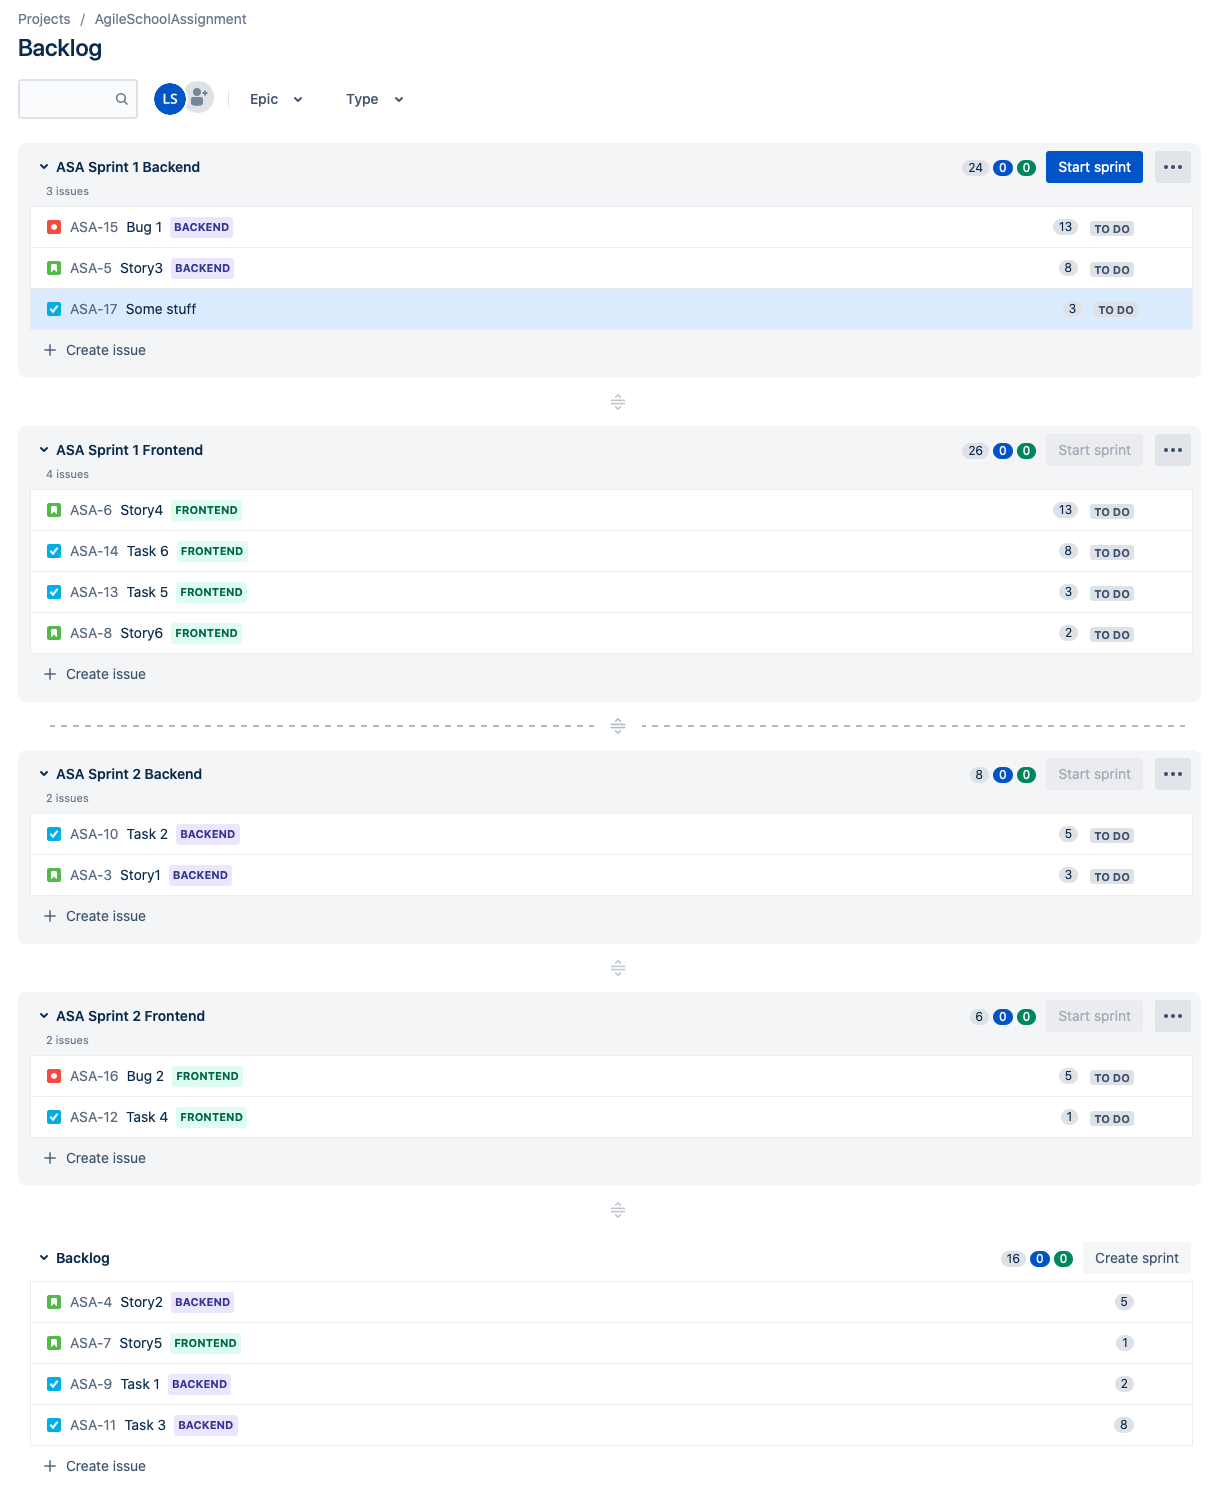 Projects / AgileSchoolAssignment
Backlog
LS Epic Type
ASA Sprint 1 Backend 24 0 0 Start sprint
3 issues
ASA-15 Bug 1 BACKEND 13 TO DO
ASA-5 Story3 BACKEND 8 TO DO
ASA-17 Some stuff 3 TO DO
Create issue
ASA Sprint 1 Frontend 26 0 0 Start sprint
4 issues
ASA-6 Story4 FRONTEND 13 TO DO
ASA-14 Task 6 FRONTEND 8 TO DO
ASA-13 Task 5 FRONTEND 3 TO DO
ASA-8 Story6 FRONTEND 2 TO DO
Create issue
ASA Sprint 2 Backend 8 0 0 Start sprint
2 issues
ASA-10 Task 2 BACKEND 5 TO DO
ASA-3 Story1 BACKEND 3 TO DO
Create issue
ASA Sprint 2 Frontend 6 0 0 Start sprint
2 issues
ASA-16 Bug 2 FRONTEND 5 TO DO
ASA-12 Task 4 FRONTEND 1 TO DO
Create issue
Backlog 16 0 0 Create sprint
ASA-4 Story2 BACKEND 5
ASA-7 Story5 FRONTEND 1
ASA-9 Task 1 BACKEND 2
ASA-11 Task 3 BACKEND 8
Create issue